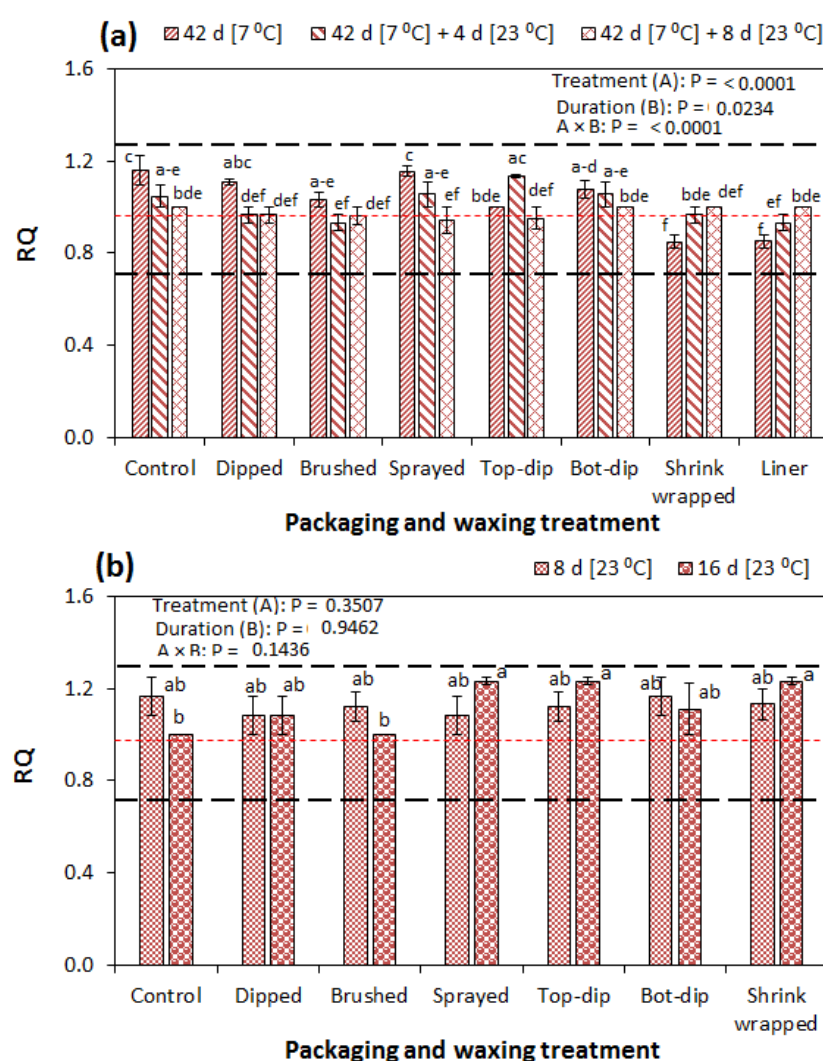 (a) 42 d [7 ⁰C] 42 d [7 ⁰C] + 4 d [23 ⁰C] 42 d [7 ⁰C] + 8 d [23 ⁰C]
1.6
Treatment (A): P = <0.0001
Duration (B): P = 0.0234
A × B: P = <0.0001
1.2
c a-e bde abc def def a-e ef def c a-e ef bde ac def a-d a-e bde f bde def f ef bde
0.8
RQ
0.4
0.0
Control Dipped Brushed Sprayed Top-dip Bot-dip Shrink wrapped Liner
Packaging and waxing treatment
(b) 8 d [23 ⁰C] 16 d [23 ⁰C]
1.6
Treatment (A): P = 0.3507
Duration (B): P = 0.9462
A × B: P = 0.1436
1.2
ab b ab ab ab b ab a ab a ab ab ab a
0.8
RQ
0.4
0.0
Control Dipped Brushed Sprayed Top-dip Bot-dip Shrink wrapped
Packaging and waxing treatment